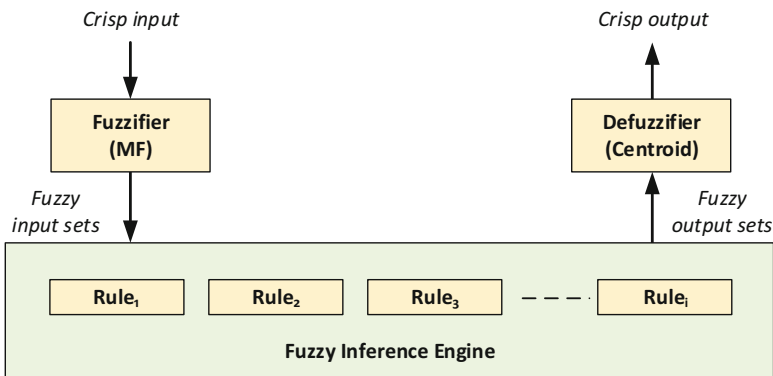 Crisp input
Crisp output
Fuzzifier
(MF)
Defuzzifier
(Centroid)
Fuzzy
input sets
Fuzzy
output sets
Rule₁
Rule₂
Rule₃
Ruleᵢ
Fuzzy Inference Engine